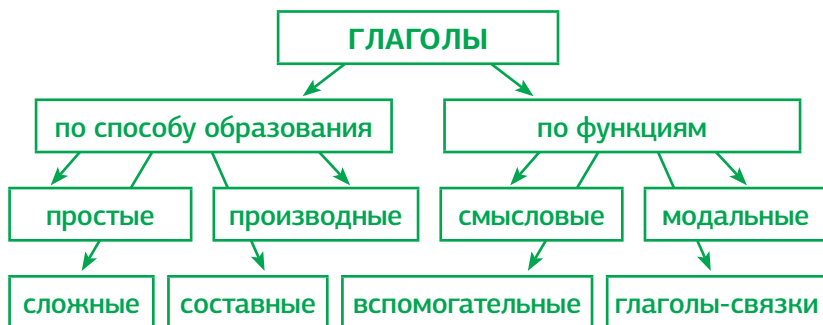 ГЛАГОЛЫ
по способу образования
по функциям
простые
производные
смысловые
модальные
сложные
составные
вспомогательные
глаголы-связки